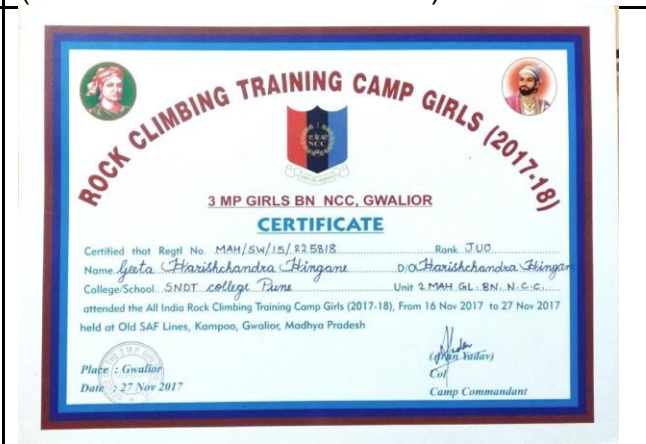 ROCK CLIMBING TRAINING CAMP GIRLS (2017-18)
NCC
3 MP GIRLS BN NCC, GWALIOR
CERTIFICATE
Certified that Regtl No. MAH/SW/15/225818 Rank JUO
Name Geeta Harishchandra Hingane D/O Harishchandra Hingan
College/School SNDT college Pune Unit 2 MAH GL. BN. N.C.C.
attended the All India Rock Climbing Training Camp Girls (2017-18), From 16 Nov 2017 to 27 Nov 2017
held at Old SAF Lines, Kampoo, Gwalior, Madhya Pradesh
Yadav)
Place : Gwalior Col
Date : 27 Nov 2017 Camp Commandant